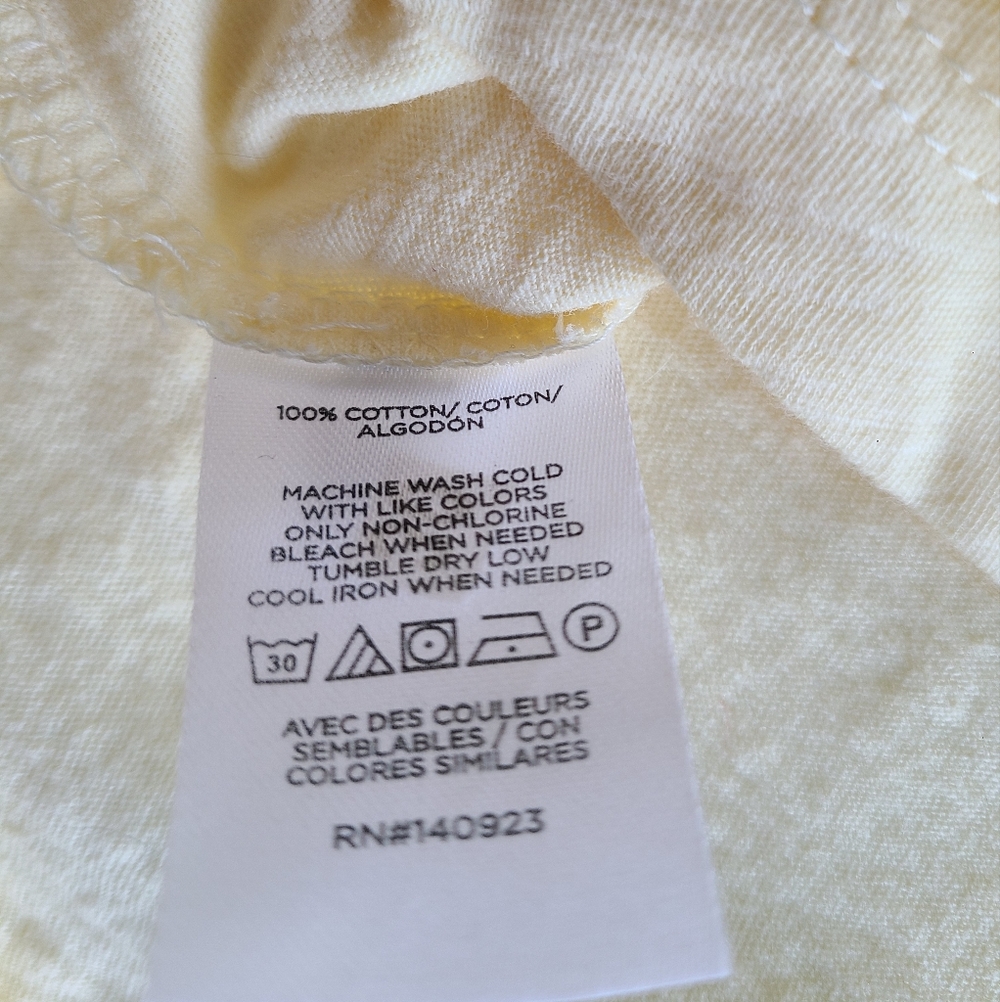 100% COTTON/ COTON/
ALGODÓN
MACHINE WASH COLD
WITH LIKE COLORS
ONLY NON-CHLORINE
BLEACH WHEN NEEDED
TUMBLE DRY LOW
COOL IRON WHEN NEEDED
30 P
AVEC DES COULEURS
SEMBLABLES / CON
COLORES SIMILARES
RN#140923